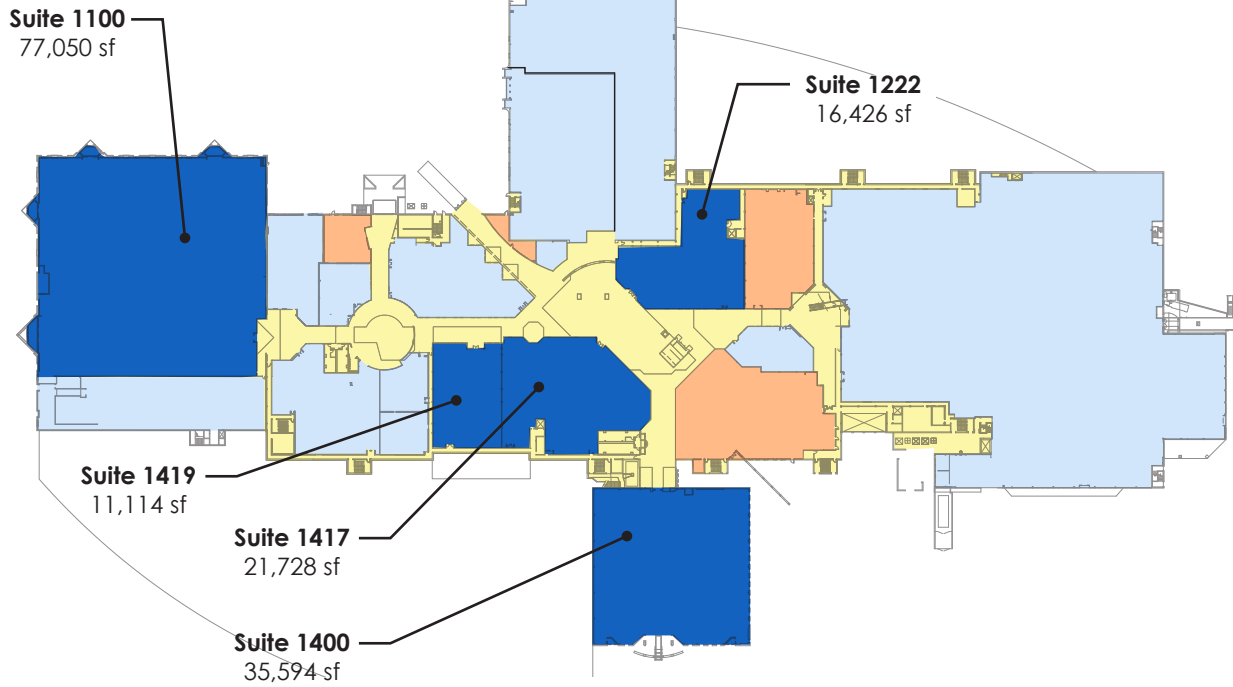 Suite 1100
77,050 sf
Suite 1222
16,426 sf
Suite 1419
11,114 sf
Suite 1417
21,728 sf
Suite 1400
35,594 sf